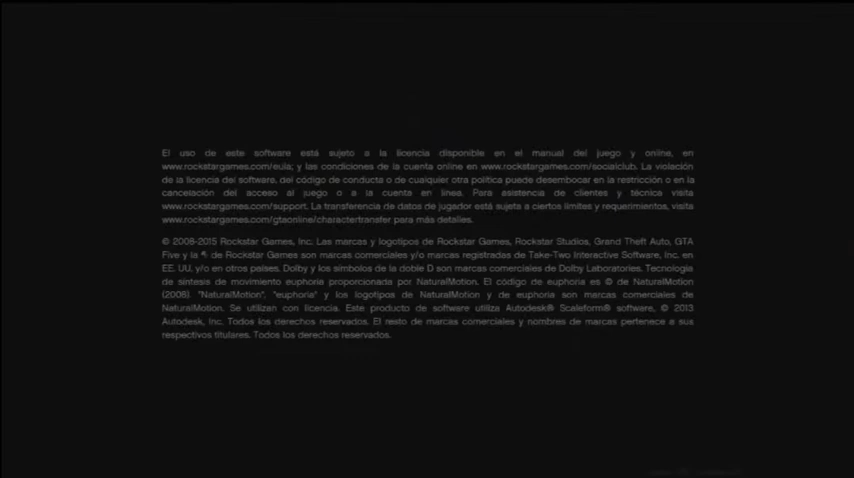 El uso de este software está sujeto a la licencia disponible en el manual del juego y online, en
www.rockstargames.com/eula; y las condiciones de la cuenta online en www.rockstargames.com/socialclub. La violación
de la licencia del software, del código de conducta o de cualquier otra política puede desembocar en la restricción o en la
cancelación del acceso al juego o a la cuenta en línea. Para asistencia de clientes y técnica visita
www.rockstargames.com/support. La transferencia de datos de jugador está sujeta a ciertos límites y requerimientos, visita
www.rockstargames.com/gtaonline/charactertransfer para más detalles.
© 2008-2015 Rockstar Games, Inc. Las marcas y logotipos de Rockstar Games, Rockstar Studios, Grand Theft Auto, GTA
Five y la de Rockstar Games son marcas comerciales y/o marcas registradas de Take-Two Interactive Software, Inc. en
EE. UU. y/o en otros países. Dolby y los símbolos de la doble D son marcas comerciales de Dolby Laboratories. Tecnología
de síntesis de movimiento euphoria proporcionada por NaturalMotion. El código de euphoria es © de NaturalMotion
(2008). "NaturalMotion", "euphoria" y los logotipos de NaturalMotion y de euphoria son marcas comerciales de
NaturalMotion. Se utilizan con licencia. Este producto de software utiliza Autodesk® Scaleform® software, © 2013
Autodesk, Inc. Todos los derechos reservados. El resto de marcas comerciales y nombres de marcas pertenece a sus
respectivos titulares. Todos los derechos reservados.